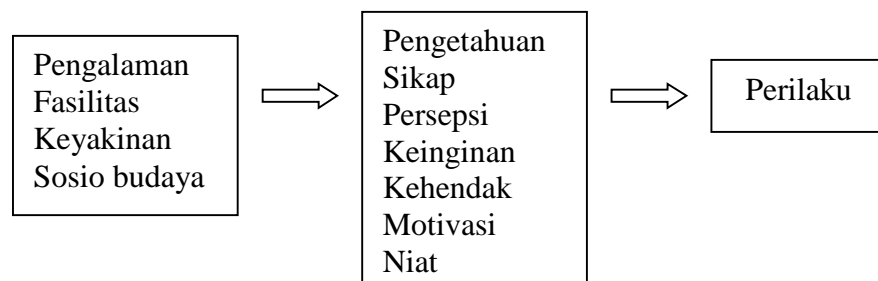 Pengalaman
Fasilitas
Keyakinan
Sosio budaya
Pengetahuan
Sikap
Persepsi
Keinginan
Kehendak
Motivasi
Niat
Perilaku